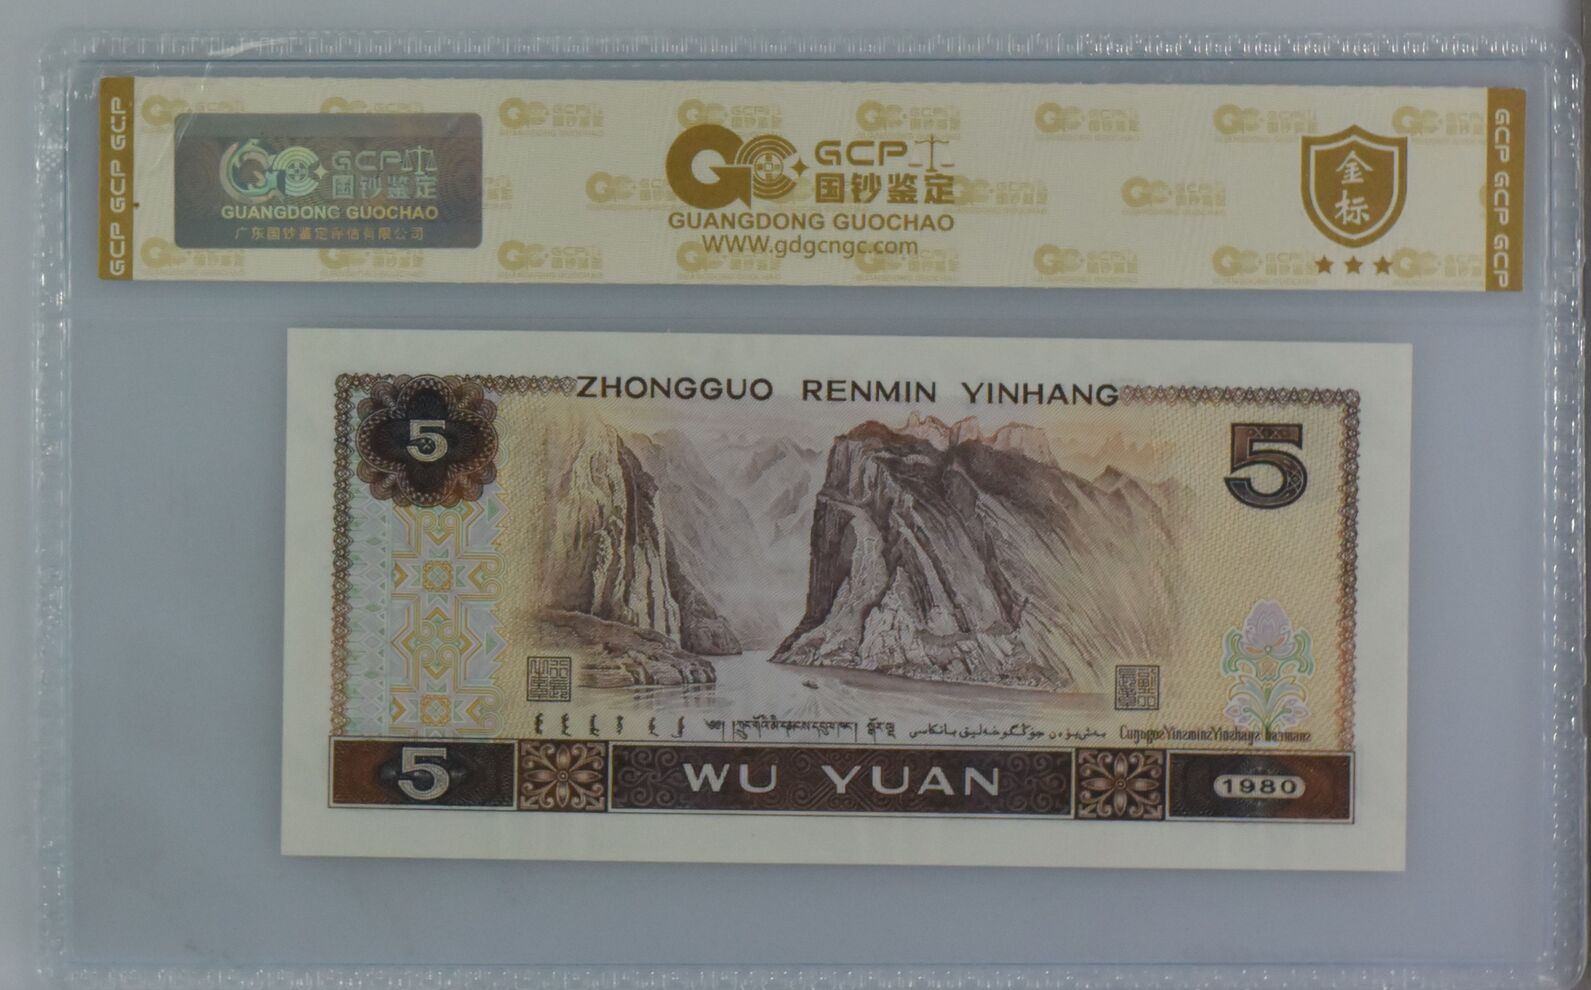 GCP GCP GCP
GCP 国钞鉴定
GUANGDONG GUOCHAO
广东国钞鉴定评估有限公司
GCP
国钞鉴定
GUANGDONG GUOCHAO
WWW.gdgcngc.com
金标
GCP GCP GCP
ZHONGGUO RENMIN YINHANG
5
5
5
WU YUAN
1980